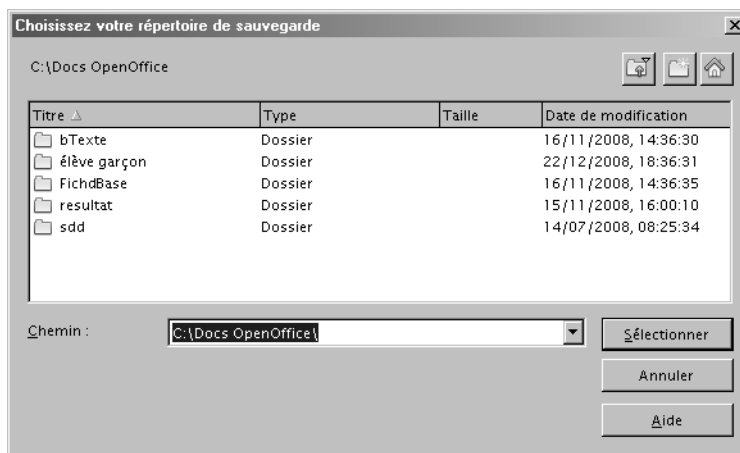 Choisissez votre répertoire de sauvegarde
C:\Docs OpenOffice
Titre Type Taille Date de modification
bTexte Dossier 16/11/2008, 14:36:30
élève garçon Dossier 22/12/2008, 18:36:31
FichdBase Dossier 16/11/2008, 14:36:35
resultat Dossier 15/11/2008, 16:00:10
sdd Dossier 14/07/2008, 08:25:34
Chemin : C:\Docs OpenOffice\ Sélectionner
Annuler
Aide